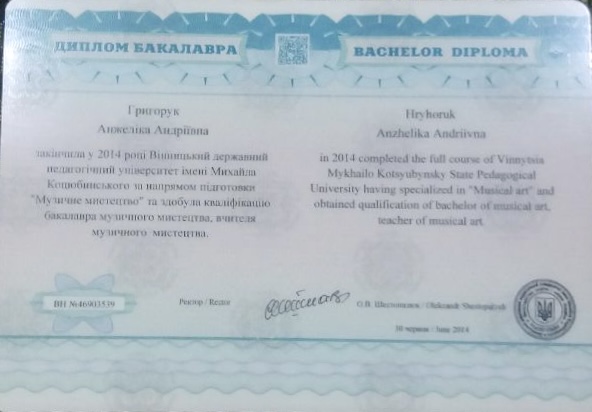 ДИПЛОМ БАКАЛАВРА
Григорук
Анжеліка Андріївна
закінчила у 2014 році Вінницький державний
педагогічний університет імені Михайла
Коцюбинського за напрямом підготовки
"Музичне мистецтво" та здобула кваліфікацію
бакалавра музичного мистецтва, вчителя
музичного мистецтва.
BACHELOR DIPLOMA
Hryhoruk
Anzhelika Andriivna
in 2014 completed the full course of Vinnytsia
Mykhailo Kotsyubynsky State Pedagogical
University having specialized in "Musical art" and
obtained qualification of bachelor of musical art,
teacher of musical art.
ВН №46903539
Ректор / Rector
О.В. Шестопалюк / Oleksandr Shestopaliuk
30 червня / June 2014